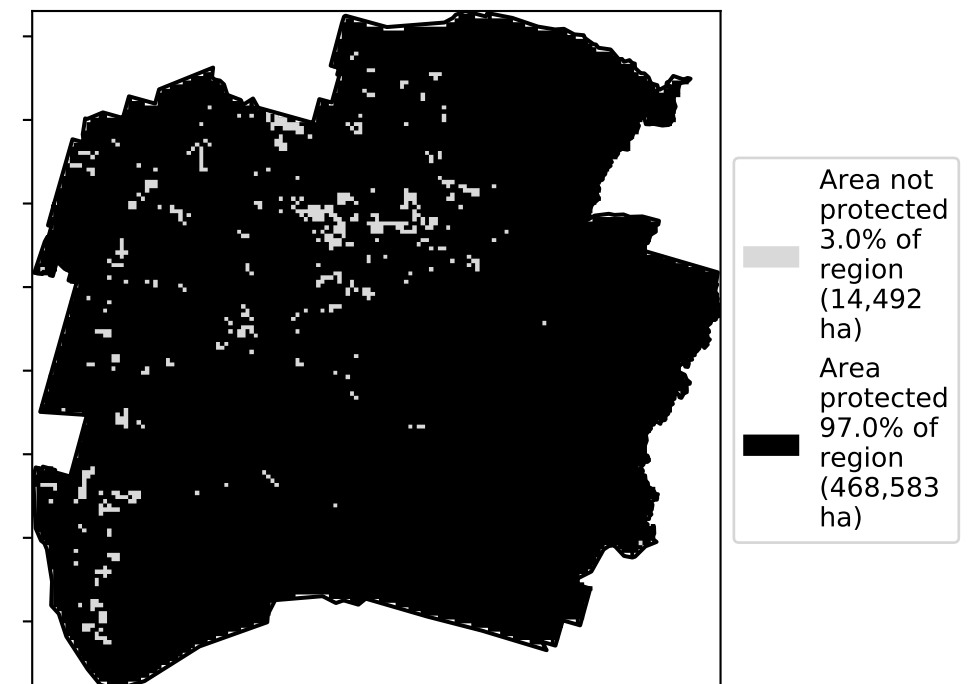 Area not
protected
3.0% of
region
(14,492
ha)
Area
protected
97.0% of
region
(468,583
ha)